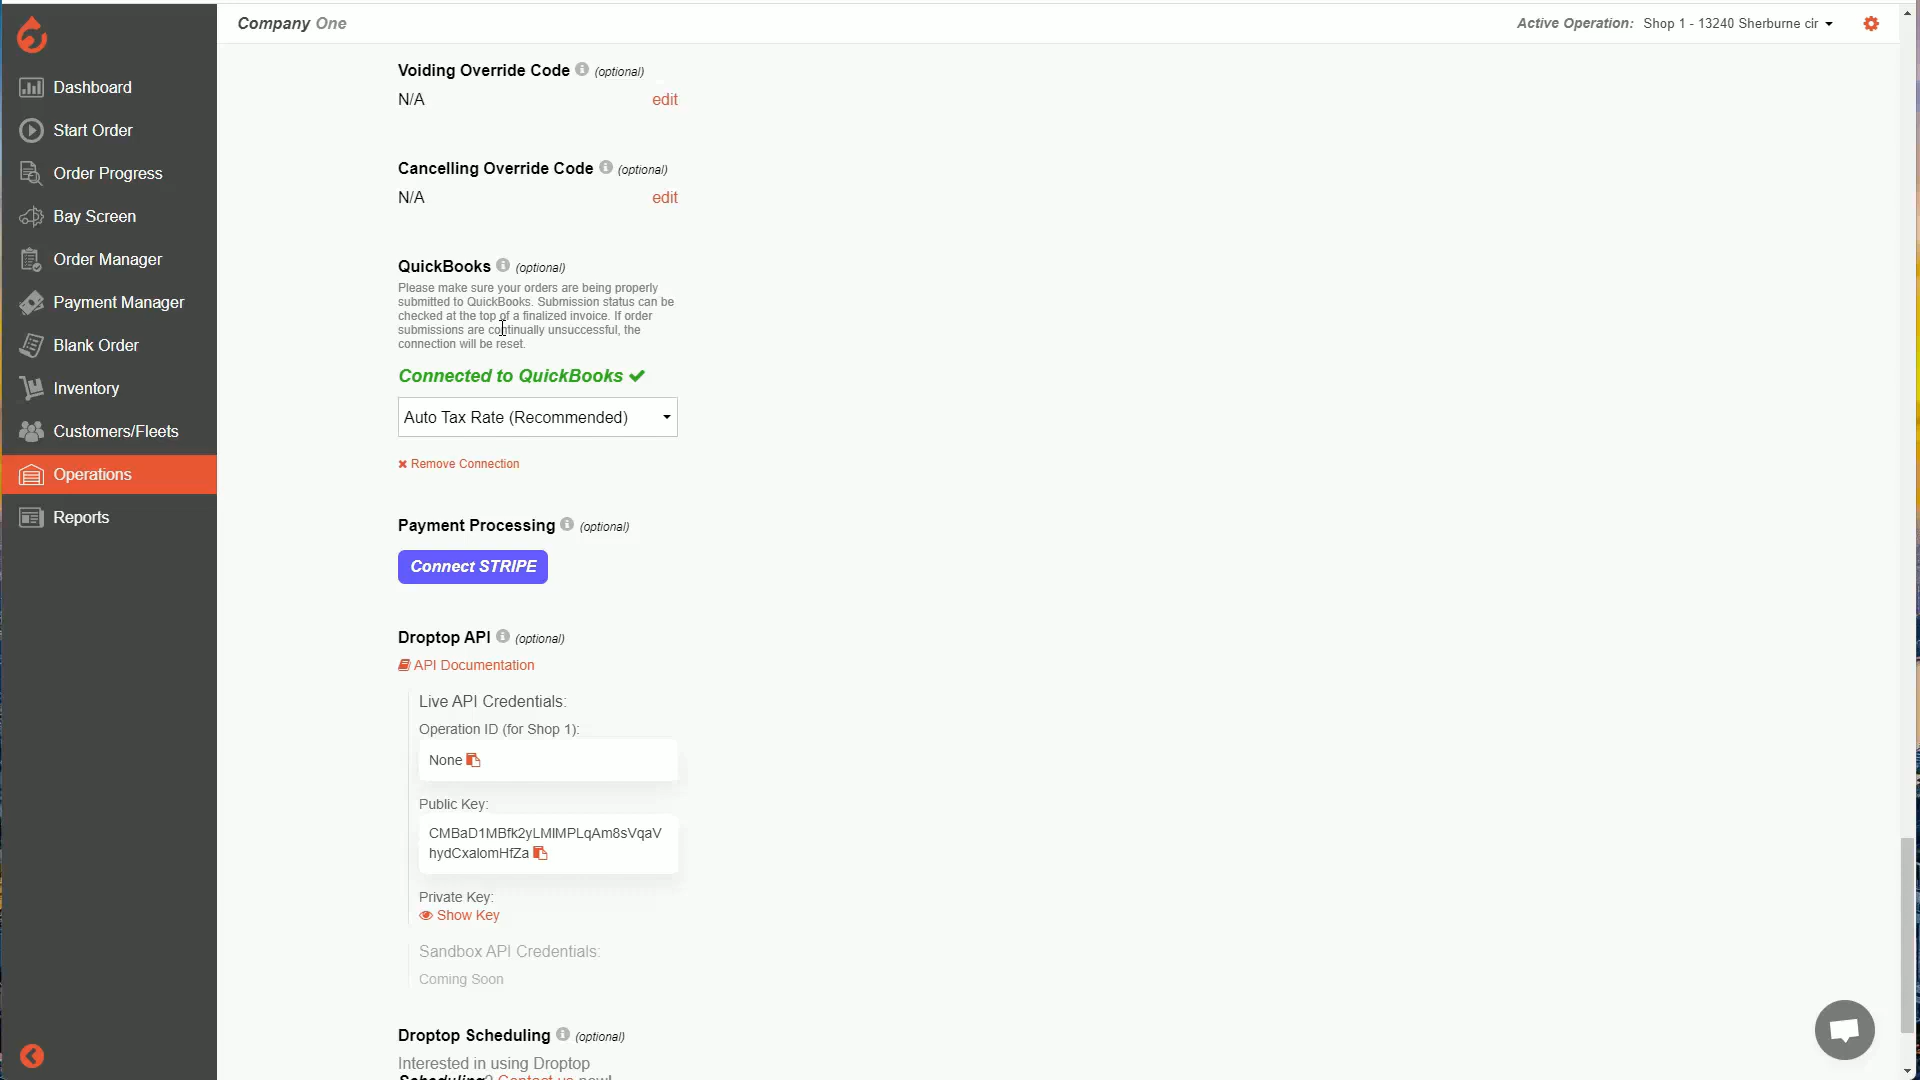 Company One
Active Operation: Shop 1 - 13240 Sherburne cir
Dashboard
Start Order
Order Progress
Bay Screen
Order Manager
Payment Manager
Blank Order
Inventory
Customers/Fleets
Operations
Reports
Voiding Override Code (optional)
N/A edit
Cancelling Override Code (optional)
N/A edit
QuickBooks (optional)
Please make sure your orders are being properly
submitted to QuickBooks. Submission status can be
checked at the top of a finalized invoice. If order
submissions are continually unsuccessful, the
connection will be reset.
Connected to QuickBooks
Auto Tax Rate (Recommended)
Remove Connection
Payment Processing (optional)
Connect STRIPE
Droptop API (optional)
API Documentation
Live API Credentials:
Operation ID (for Shop 1):
None
Public Key:
CMBaD1MBfk2yLMIMPLqAm8sVqaV
hydCxalomHfZa
Private Key:
Show Key
Sandbox API Credentials:
Coming Soon
Droptop Scheduling (optional)
Interested in using Droptop
Scheduling? Contact us now!